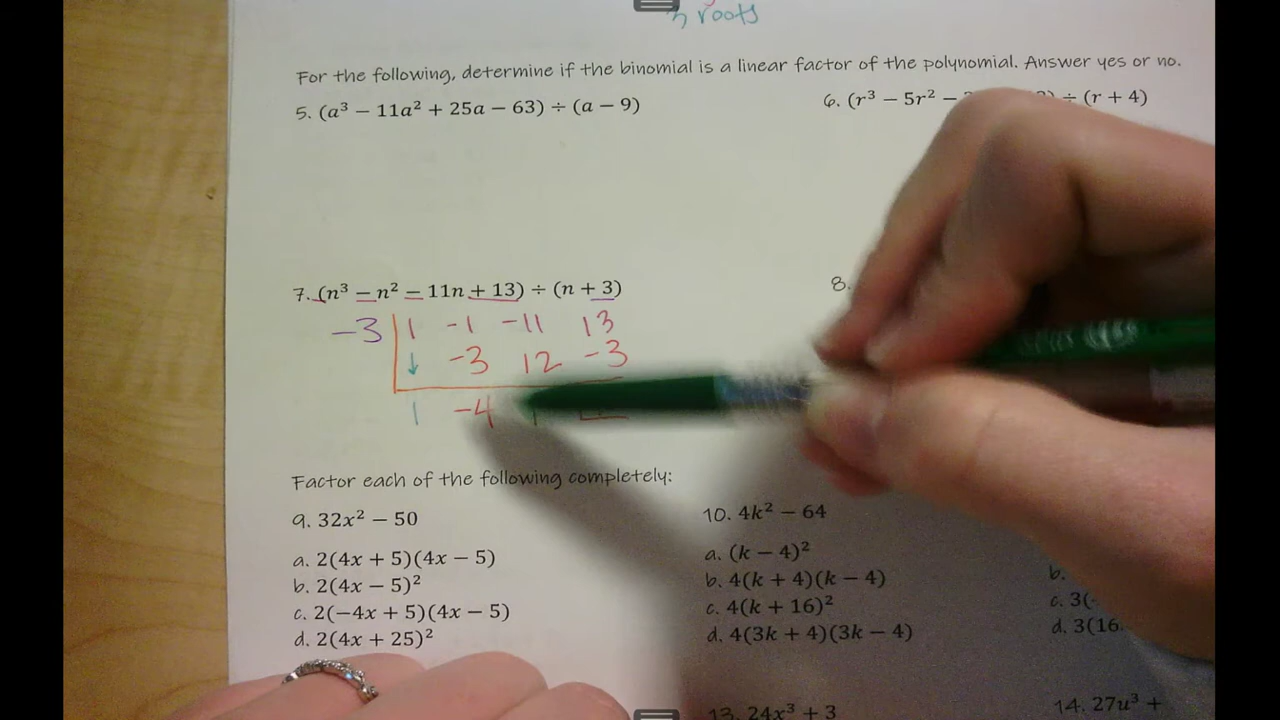 3 roots
For the following, determine if the binomial is a linear factor of the polynomial. Answer yes or no.
5. (a³ − 11a² + 25a − 63) ÷ (a − 9)
6. (r³ − 5r² − ÷ (r + 4)
7. (n³ − n² − 11n + 13) ÷ (n + 3)
8.
−3 1 -1 -11 13
↓ -3 12 -3
1 -4
Factor each of the following completely:
9. 32x² − 50
10. 4k² − 64
a. 2(4x + 5)(4x − 5)
b. 2(4x − 5)²
c. 2(−4x + 5)(4x − 5)
d. 2(4x + 25)²
a. (k − 4)²
b. 4(k + 4)(k − 4)
c. 4(k + 16)²
d. 4(3k + 4)(3k − 4)
b.
c. 3(
d. 3(16
13. 24x³ + 3
14. 27u³ +